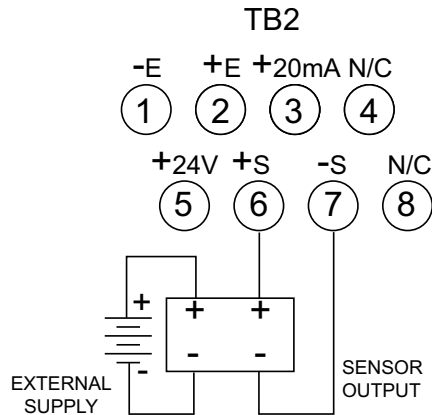 TB2
-E +E +20mA N/C
1 2 3 4
+24V +S -S N/C
5 6 7 8
+ + +
- - -
EXTERNAL SUPPLY
SENSOR OUTPUT